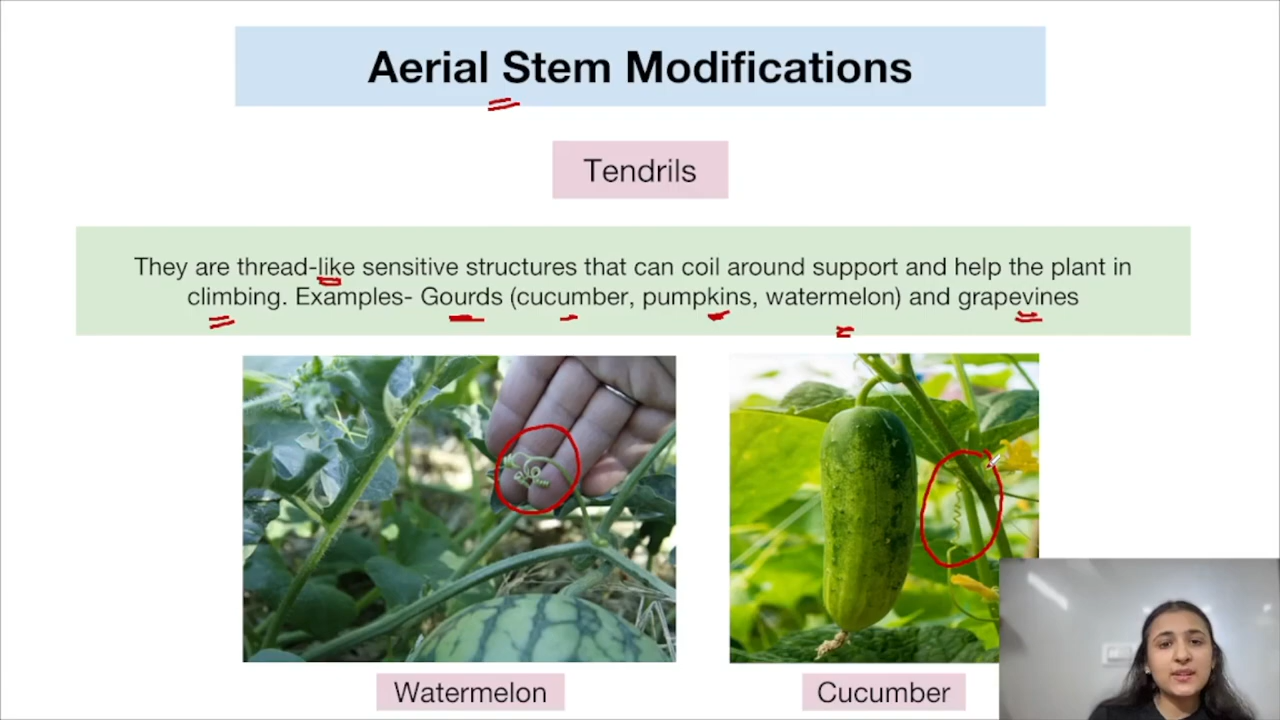 Aerial Stem Modifications
Tendrils
They are thread-like sensitive structures that can coil around support and help the plant in
climbing. Examples- Gourds (cucumber, pumpkins, watermelon) and grapevines
Watermelon
Cucumber